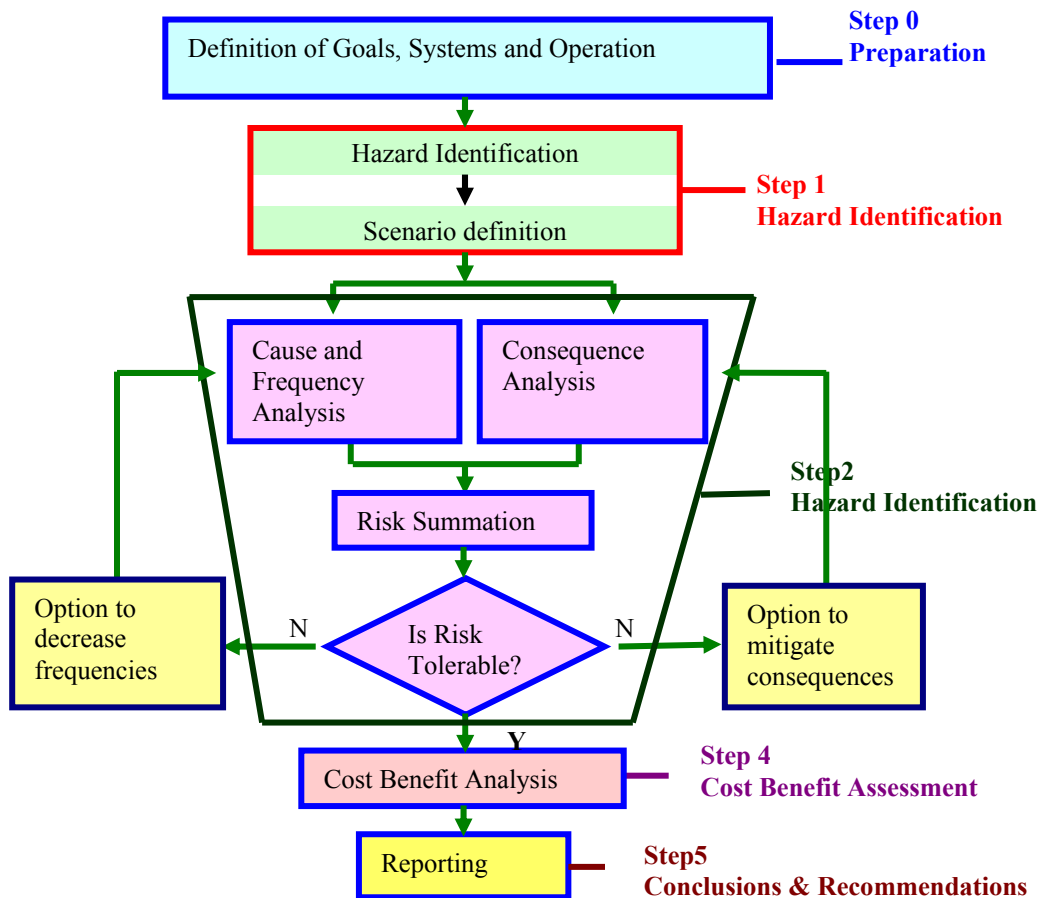 Definition of Goals, Systems and Operation
Step 0
Preparation
Hazard Identification
Scenario definition
Step 1
Hazard Identification
Cause and
Frequency
Analysis
Consequence
Analysis
Step2
Hazard Identification
Risk Summation
Option to
decrease
frequencies
N
Is Risk
Tolerable?
N
Option to
mitigate
consequences
Y
Cost Benefit Analysis
Step 4
Cost Benefit Assessment
Reporting
Step5
Conclusions & Recommendations